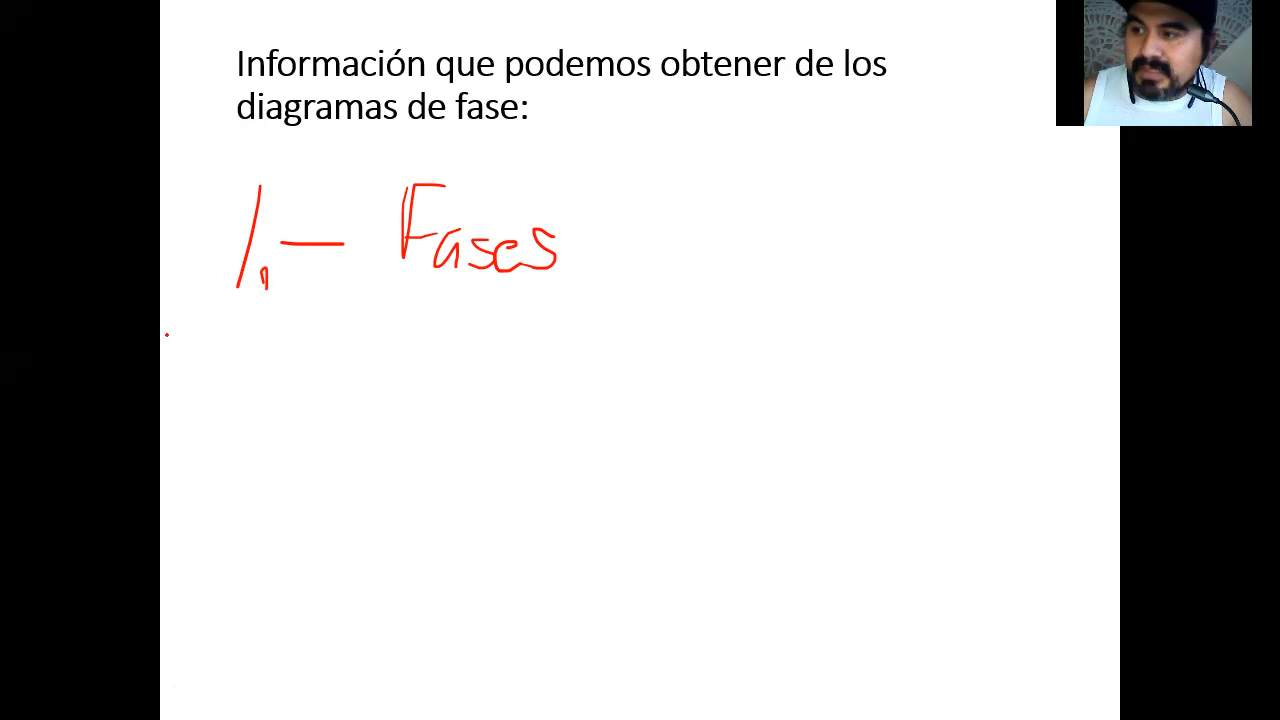 Información que podemos obtener de los
diagramas de fase:
1.- Fases